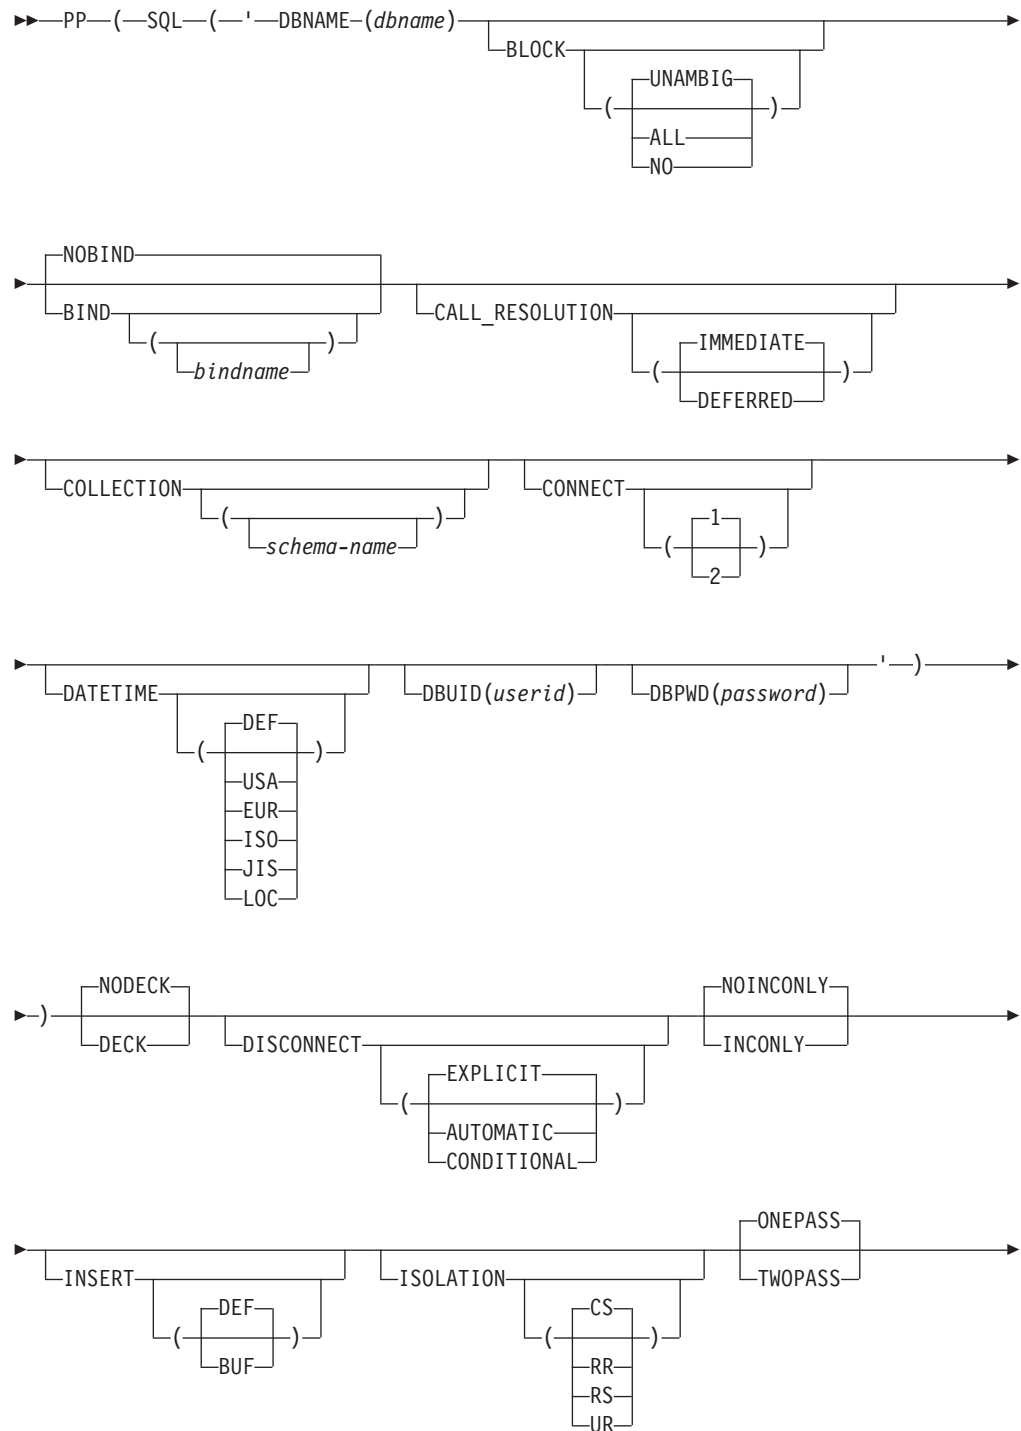 PP ( SQL ( ' DBNAME (dbname)
BLOCK
UNAMBIG
( )
ALL
NO
NOBIND
BIND
( )
bindname
CALL_RESOLUTION
IMMEDIATE
( )
DEFERRED
COLLECTION
( )
schema-name
CONNECT
1
( )
2
DATETIME
DEF
( )
USA
EUR
ISO
JIS
LOC
DBUID(userid)
DBPWD(password)
' )
)
NODECK
DECK
DISCONNECT
EXPLICIT
( )
AUTOMATIC
CONDITIONAL
NOINCONLY
INCONLY
INSERT
DEF
( )
BUF
ISOLATION
CS
( )
RR
RS
UR
ONEPASS
TWOPASS